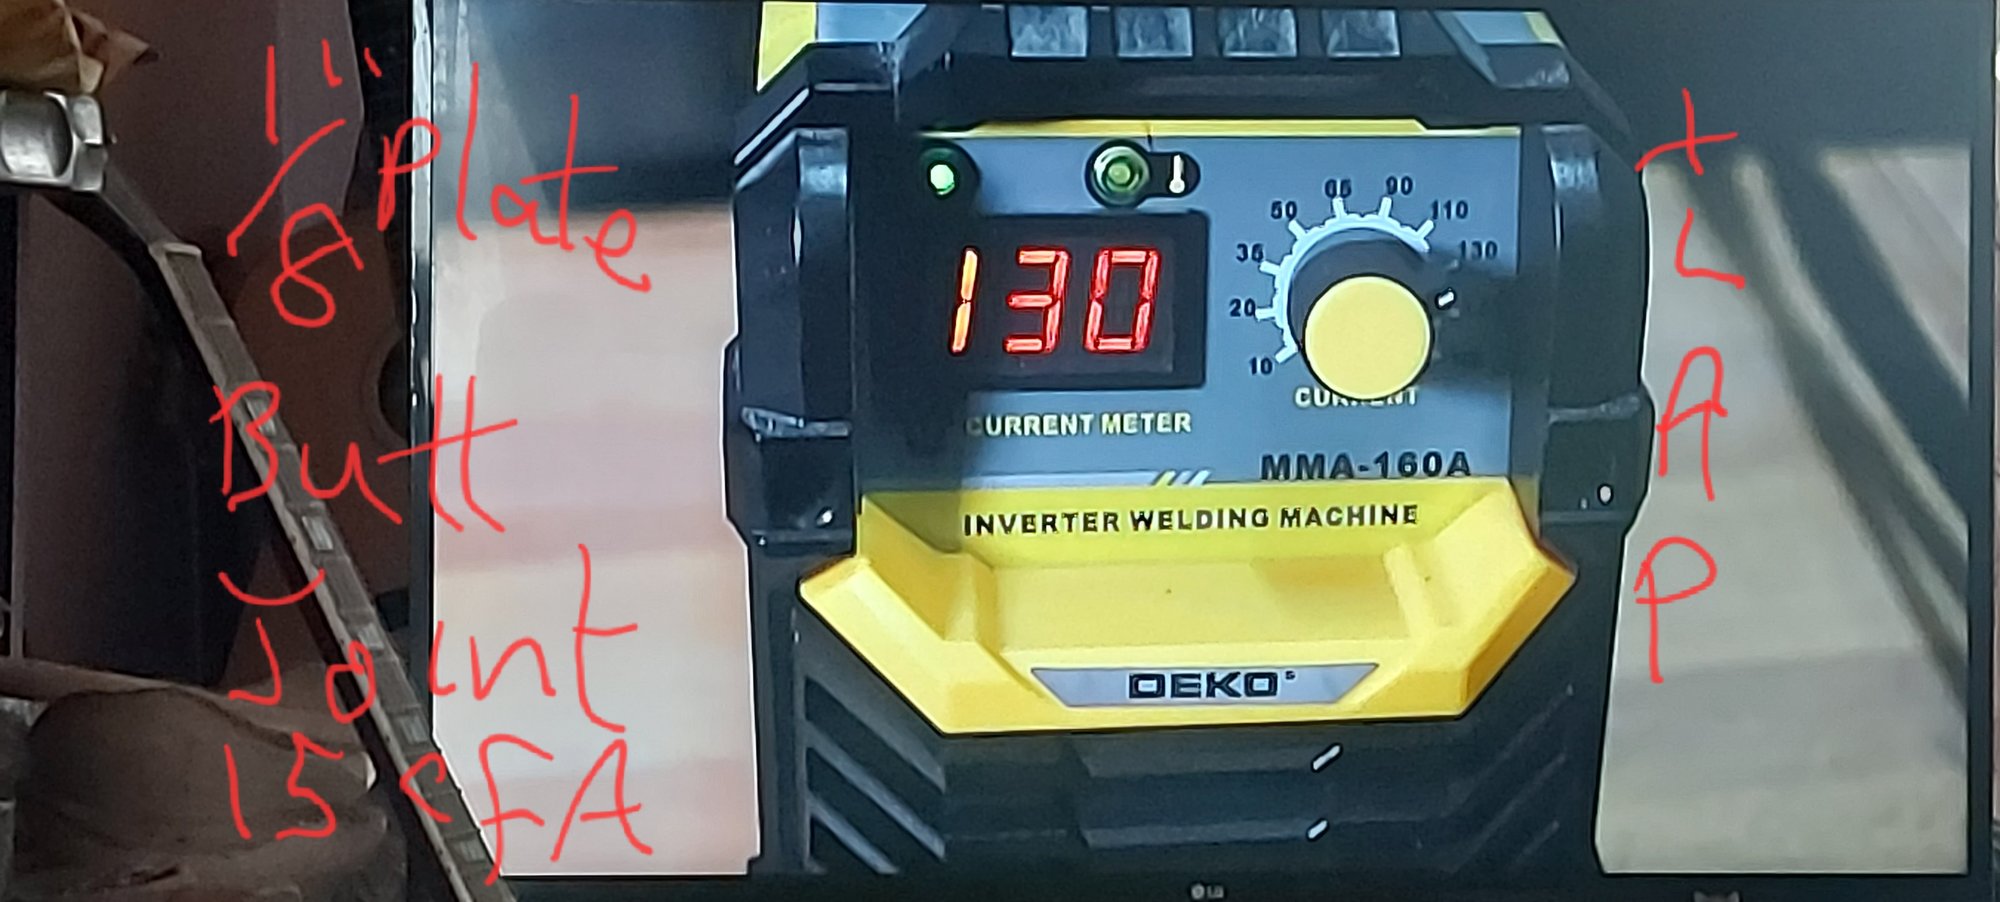 1"
/8 Plate
Butt
Joint
15 CFA
+
L
A
P
10
20
35
50
65
90
110
130
130
CURRENT METER
CURRENT
MMA-160A
INVERTER WELDING MACHINE
DEKO
LG